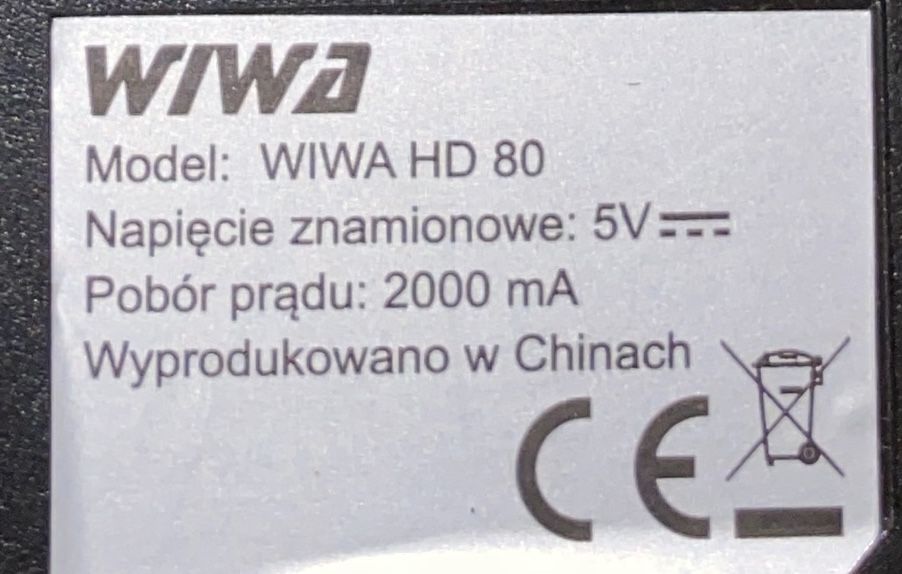 WIWA
Model: WIWA HD 80
Napięcie znamionowe: 5V
Pobór prądu: 2000 mA
Wyprodukowano w Chinach
CE